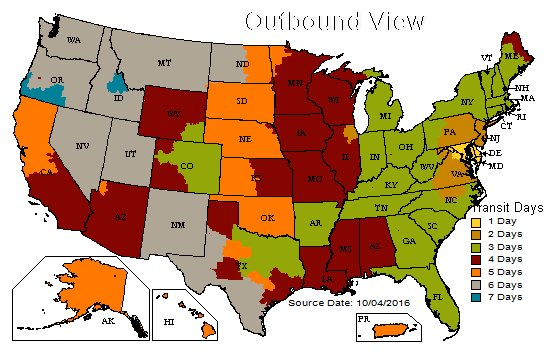 Outbound View
WA
MT
ND
MN
ME
VT
OR
ID
WY
SD
WI
MI
NY
NH
MA
RI
CT
NV
UT
CO
NE
IA
IL
IN
OH
PA
NJ
DE
MD
WV
VA
CA
AZ
NM
KS
MO
KY
NC
TN
OK
AR
SC
TX
LA
MS
AL
GA
FL
AK
HI
PR
Transit Days
1 Day
2 Days
3 Days
4 Days
5 Days
6 Days
7 Days
Source Date: 10/04/2016